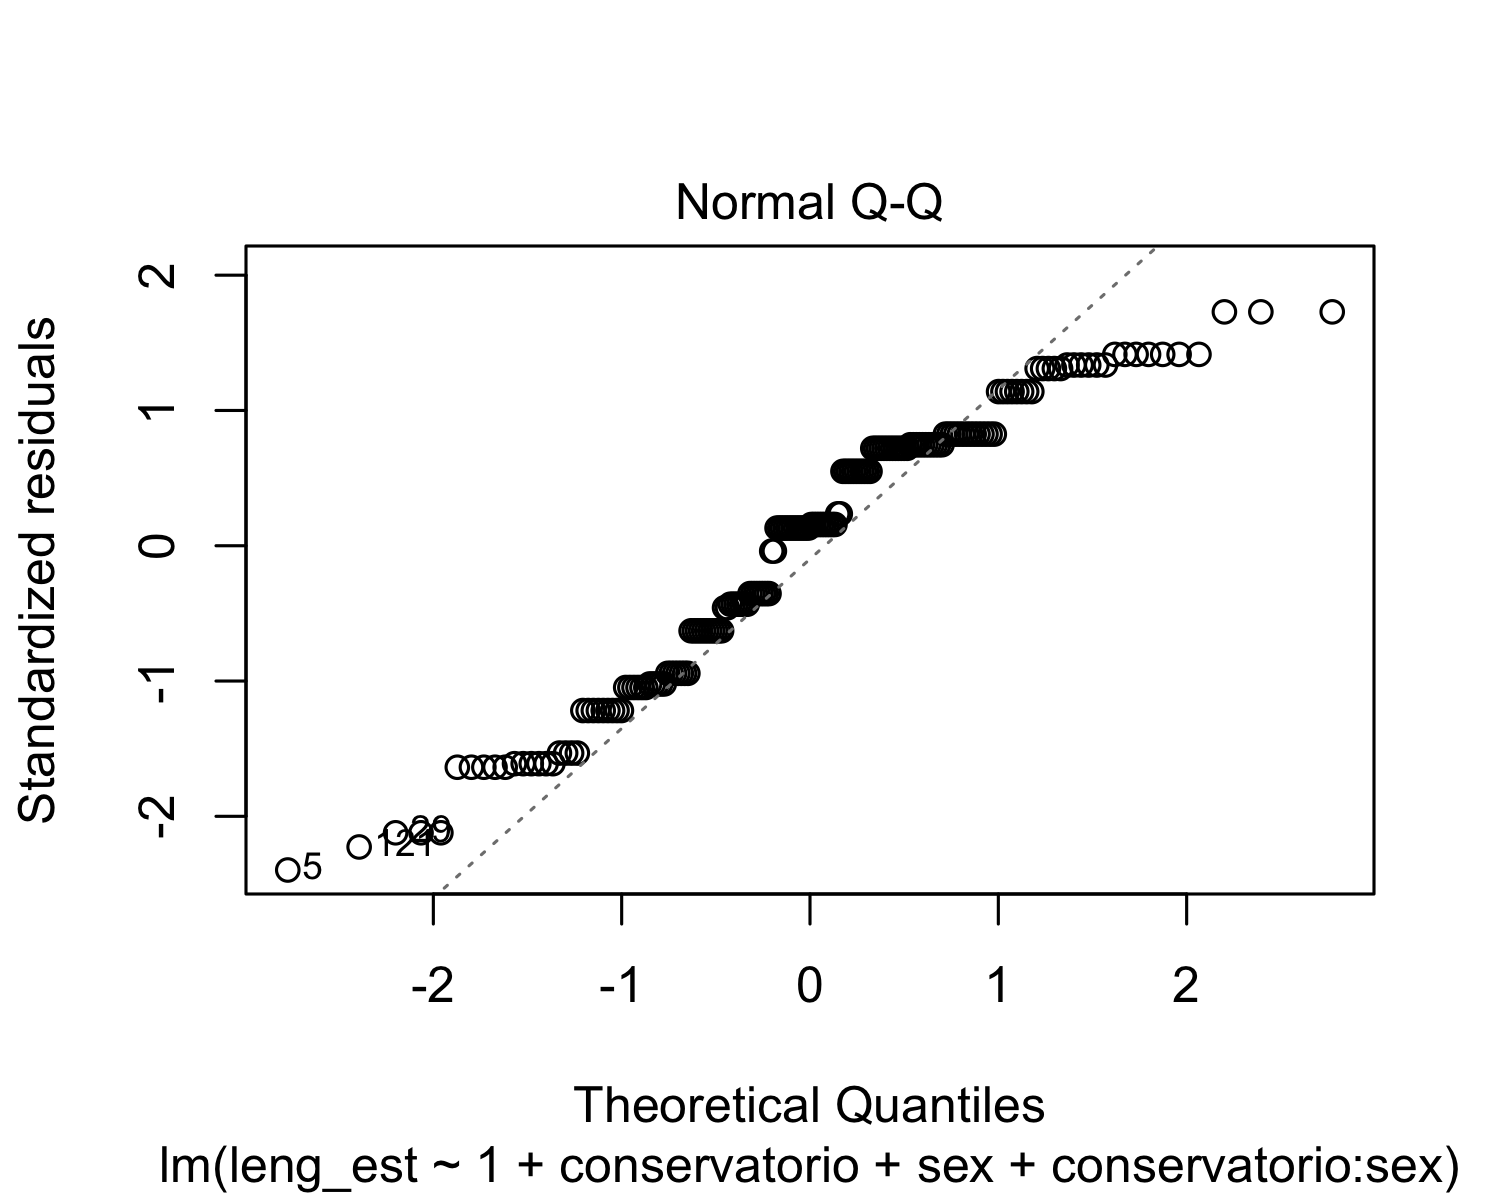 Normal Q-Q
Standardized residuals
2
1
0
-1
-2
5
-2 -1 0 1 2
Theoretical Quantiles
lm(leng_est ~ 1 + conservatorio + sex + conservatorio:sex)